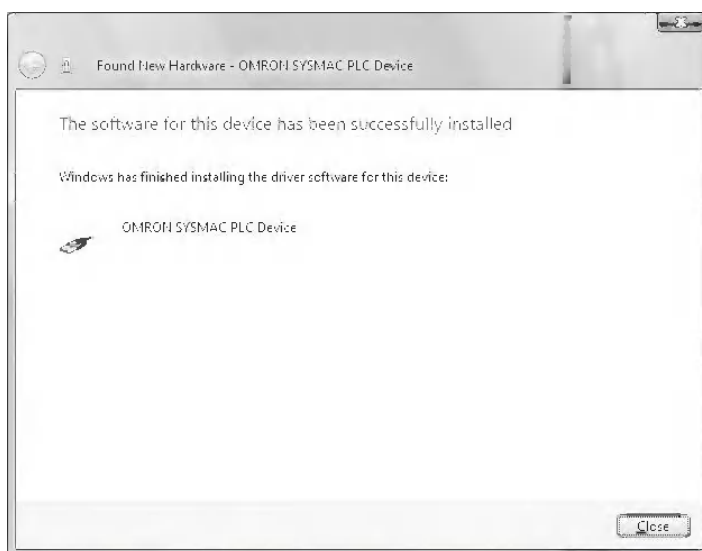 Found New Hardware - OMRON SYSMAC PLC Device
The software for this device has been successfully installed
Windows has finished installing the driver software for this device:
OMRON SYSMAC PLC Device
Close